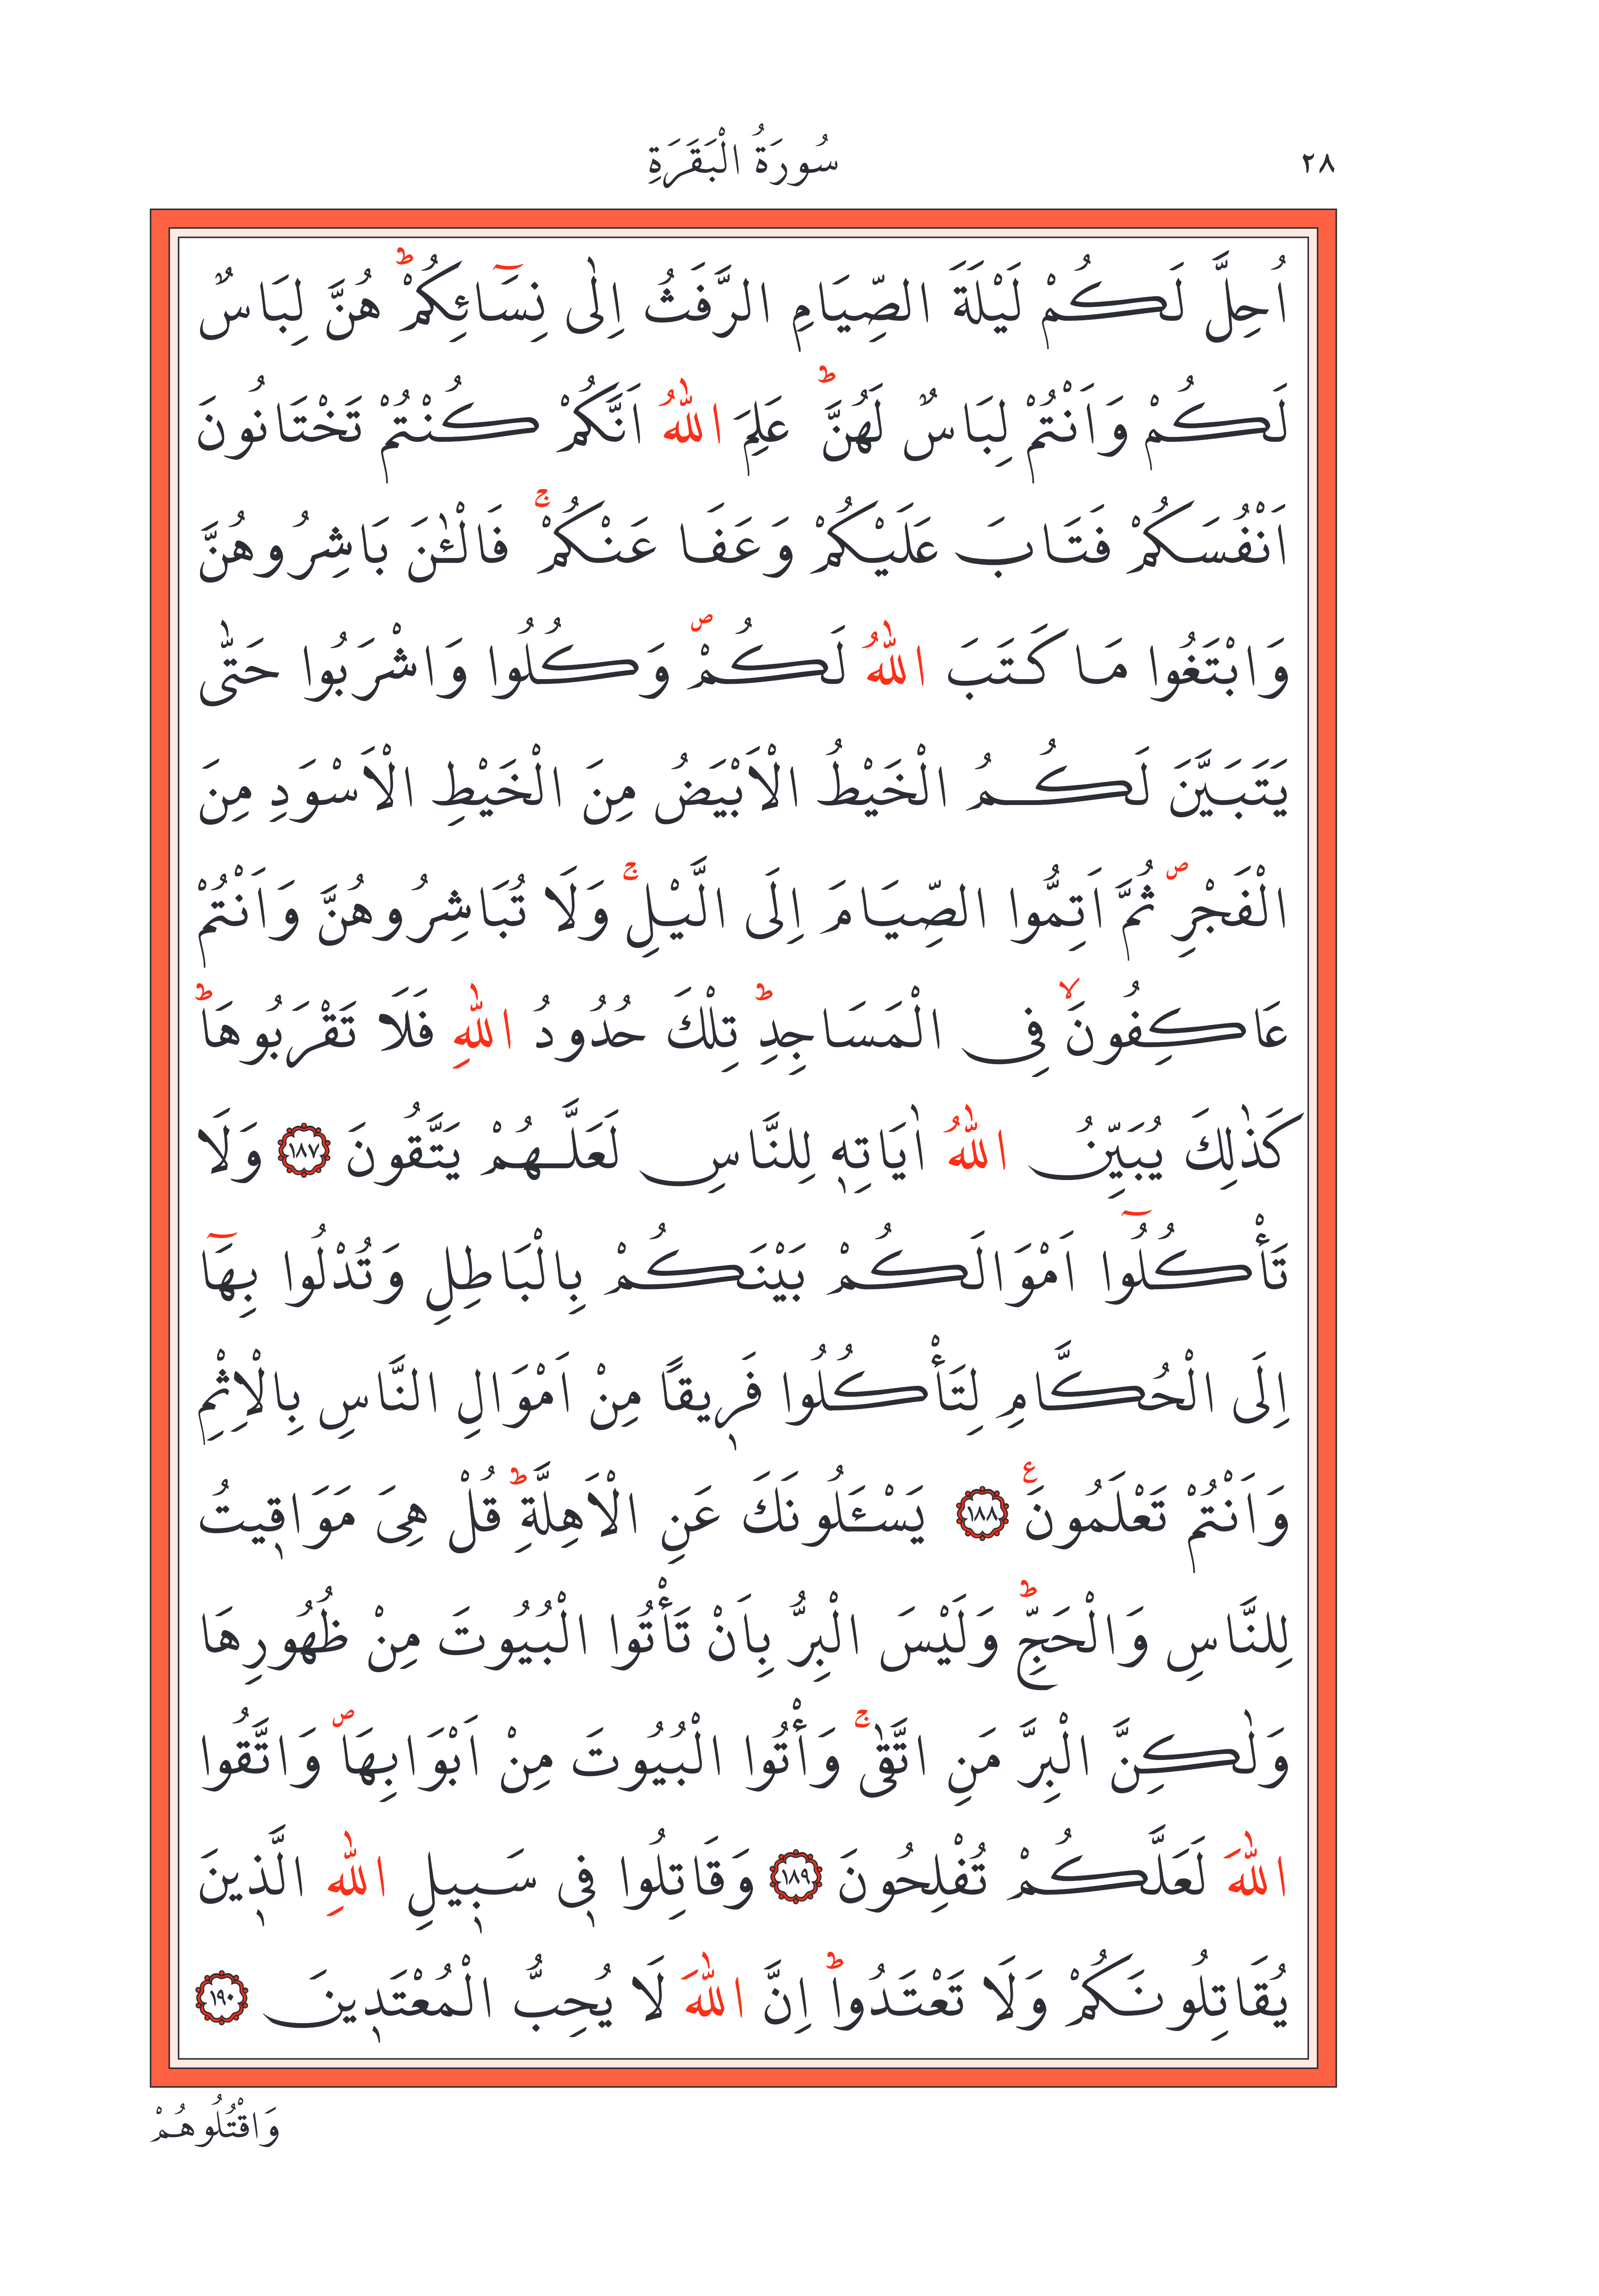 ٢٨
سُورَةُ الْبَقَرَةِ
اُحِلَّ لَكُمْ لَيْلَةَ الصِّيَامِ الرَّفَثُ اِلٰى نِسَٓائِكُمْۜ هُنَّ لِبَاسٌ
لَكُمْ وَاَنْتُمْ لِبَاسٌ لَهُنَّۜ عَلِمَ اللّٰهُ اَنَّكُمْ كُنْتُمْ تَخْتَانُونَ
اَنْفُسَكُمْ فَتَابَ عَلَيْكُمْ وَعَفَا عَنْكُمْۚ فَالْـٰٔنَ بَاشِرُوهُنَّ
وَابْتَغُوا مَا كَتَبَ اللّٰهُ لَكُمْۖ وَكُلُوا وَاشْرَبُوا حَتّٰى
يَتَبَيَّنَ لَكُمُ الْخَيْطُ الْاَبْيَضُ مِنَ الْخَيْطِ الْاَسْوَدِ مِنَ
الْفَجْرِۖ ثُمَّ اَتِمُّوا الصِّيَامَ اِلَى الَّيْلِۚ وَلَا تُبَاشِرُوهُنَّ وَاَنْتُمْ
عَاكِفُونَۙ فِى الْمَسَاجِدِۜ تِلْكَ حُدُودُ اللّٰهِ فَلَا تَقْرَبُوهَاۜ
كَذٰلِكَ يُبَيِّنُ اللّٰهُ اٰيَاتِه۪ لِلنَّاسِ لَعَلَّهُمْ يَتَّقُونَ ﴿١٨٧﴾ وَلَا
تَأْكُلُٓوا اَمْوَالَكُمْ بَيْنَكُمْ بِالْبَاطِلِ وَتُدْلُوا بِهَٓا
اِلَى الْحُكَّامِ لِتَأْكُلُوا فَر۪يقًا مِنْ اَمْوَالِ النَّاسِ بِالْاِثْمِ
وَاَنْتُمْ تَعْلَمُونَ ع ﴿١٨٨﴾ يَسْـَٔلُونَكَ عَنِ الْاَهِلَّةِۜ قُلْ هِىَ مَوَاق۪يتُ
لِلنَّاسِ وَالْحَجِّۜ وَلَيْسَ الْبِرُّ بِاَنْ تَأْتُوا الْبُيُوتَ مِنْ ظُهُورِهَا
وَلٰكِنَّ الْبِرَّ مَنِ اتَّقٰىۚ وَأْتُوا الْبُيُوتَ مِنْ اَبْوَابِهَاۖ وَاتَّقُوا
اللّٰهَ لَعَلَّكُمْ تُفْلِحُونَ ﴿١٨٩﴾ وَقَاتِلُوا ف۪ى سَب۪يلِ اللّٰهِ الَّذ۪ينَ
يُقَاتِلُونَكُمْ وَلَا تَعْتَدُواۜ اِنَّ اللّٰهَ لَا يُحِبُّ الْمُعْتَد۪ينَ ﴿١٩٠﴾
وَاقْتُلُوهُمْ